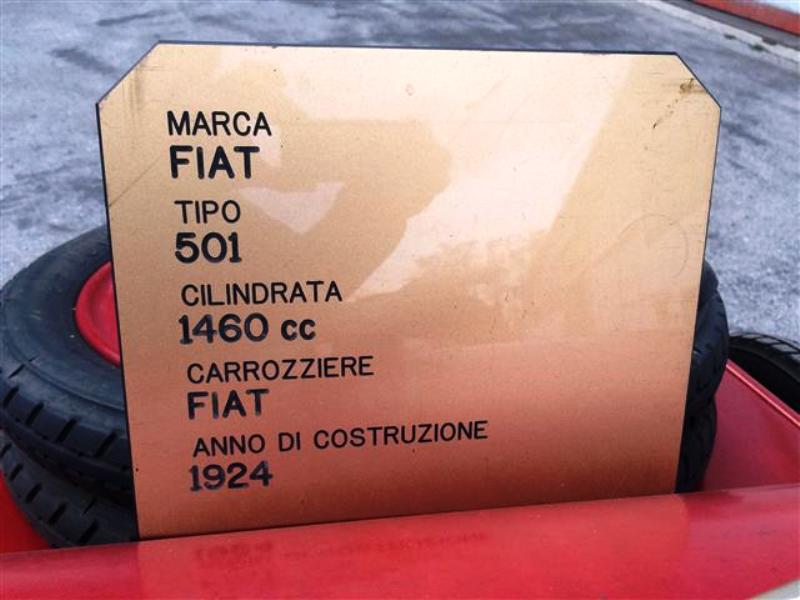 MARCA
FIAT
TIPO
501
CILINDRATA
1460 cc
CARROZZIERE
FIAT
ANNO DI COSTRUZIONE
1924